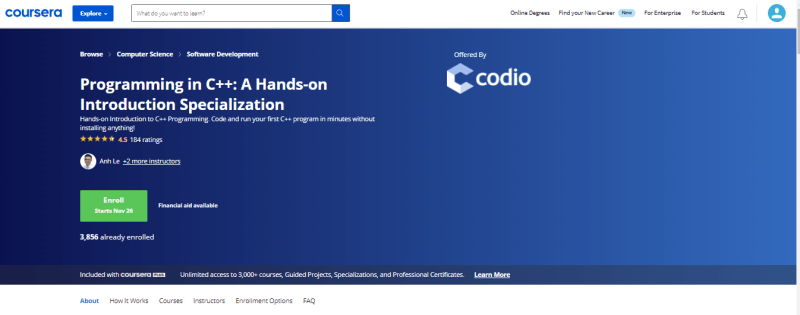 coursera
Explore
What do you want to learn?
Online Degrees
Find your New Career
New
For Enterprise
For Students
Browse > Computer Science > Software Development
Offered By
codio
Programming in C++: A Hands-on
Introduction Specialization
Hands-on Introduction to C++ Programming. Code and run your first C++ program in minutes without
installing anything!
4.5 184 ratings
Anh Le +2 more instructors
Enroll
Starts Nov 26
Financial aid available
3,856 already enrolled
Included with coursera PLUS Unlimited access to 3,000+ courses, Guided Projects, Specializations, and Professional Certificates. Learn More
About How It Works Courses Instructors Enrollment Options FAQ